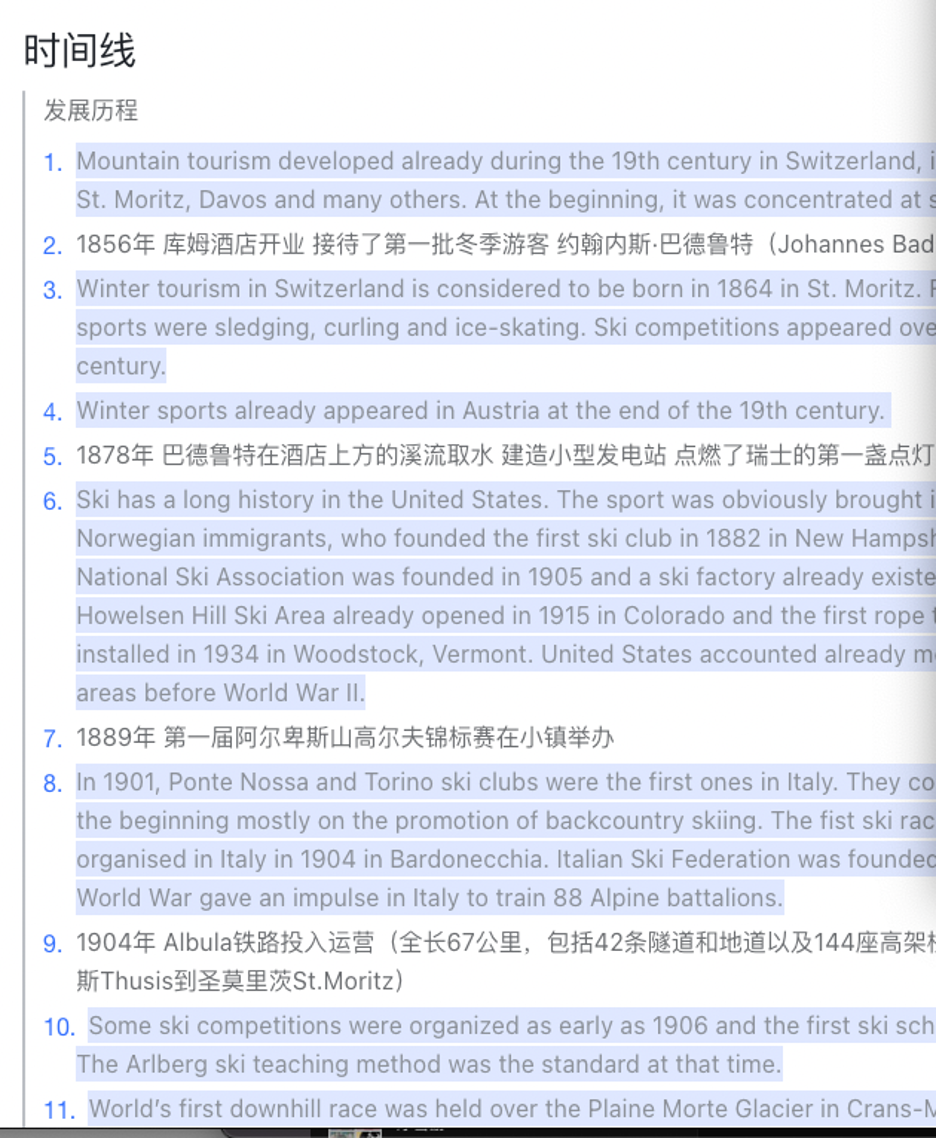 时间线
发展历程
1. Mountain tourism developed already during the 19th century in Switzerland,
St. Moritz, Davos and many others. At the beginning, it was concentrated at
2. 1856年 库姆酒店开业 接待了第一批冬季游客 约翰内斯·巴德鲁特（Johannes Bad
3. Winter tourism in Switzerland is considered to be born in 1864 in St. Moritz.
sports were sledging, curling and ice-skating. Ski competitions appeared ove
century.
4. Winter sports already appeared in Austria at the end of the 19th century.
5. 1878年 巴德鲁特在酒店上方的溪流取水 建造小型发电站 点燃了瑞士的第一盏点灯
6. Ski has a long history in the United States. The sport was obviously brought
Norwegian immigrants, who founded the first ski club in 1882 in New Hampsh
National Ski Association was founded in 1905 and a ski factory already existe
Howelsen Hill Ski Area already opened in 1915 in Colorado and the first rope
installed in 1934 in Woodstock, Vermont. United States accounted already
areas before World War II.
7. 1889年 第一届阿尔卑斯山高尔夫锦标赛在小镇举办
8. In 1901, Ponte Nossa and Torino ski clubs were the first ones in Italy. They co
the beginning mostly on the promotion of backcountry skiing. The fist ski rac
organised in Italy in 1904 in Bardonecchia. Italian Ski Federation was founded
World War gave an impulse in Italy to train 88 Alpine battalions.
9. 1904年 Albula铁路投入运营（全长67公里，包括42条隧道和地道以及144座高架
斯Thusis到圣莫里茨St.Moritz）
10. Some ski competitions were organized as early as 1906 and the first ski sch
The Arlberg ski teaching method was the standard at that time.
11. World’s first downhill race was held over the Plaine Morte Glacier in Crans-M